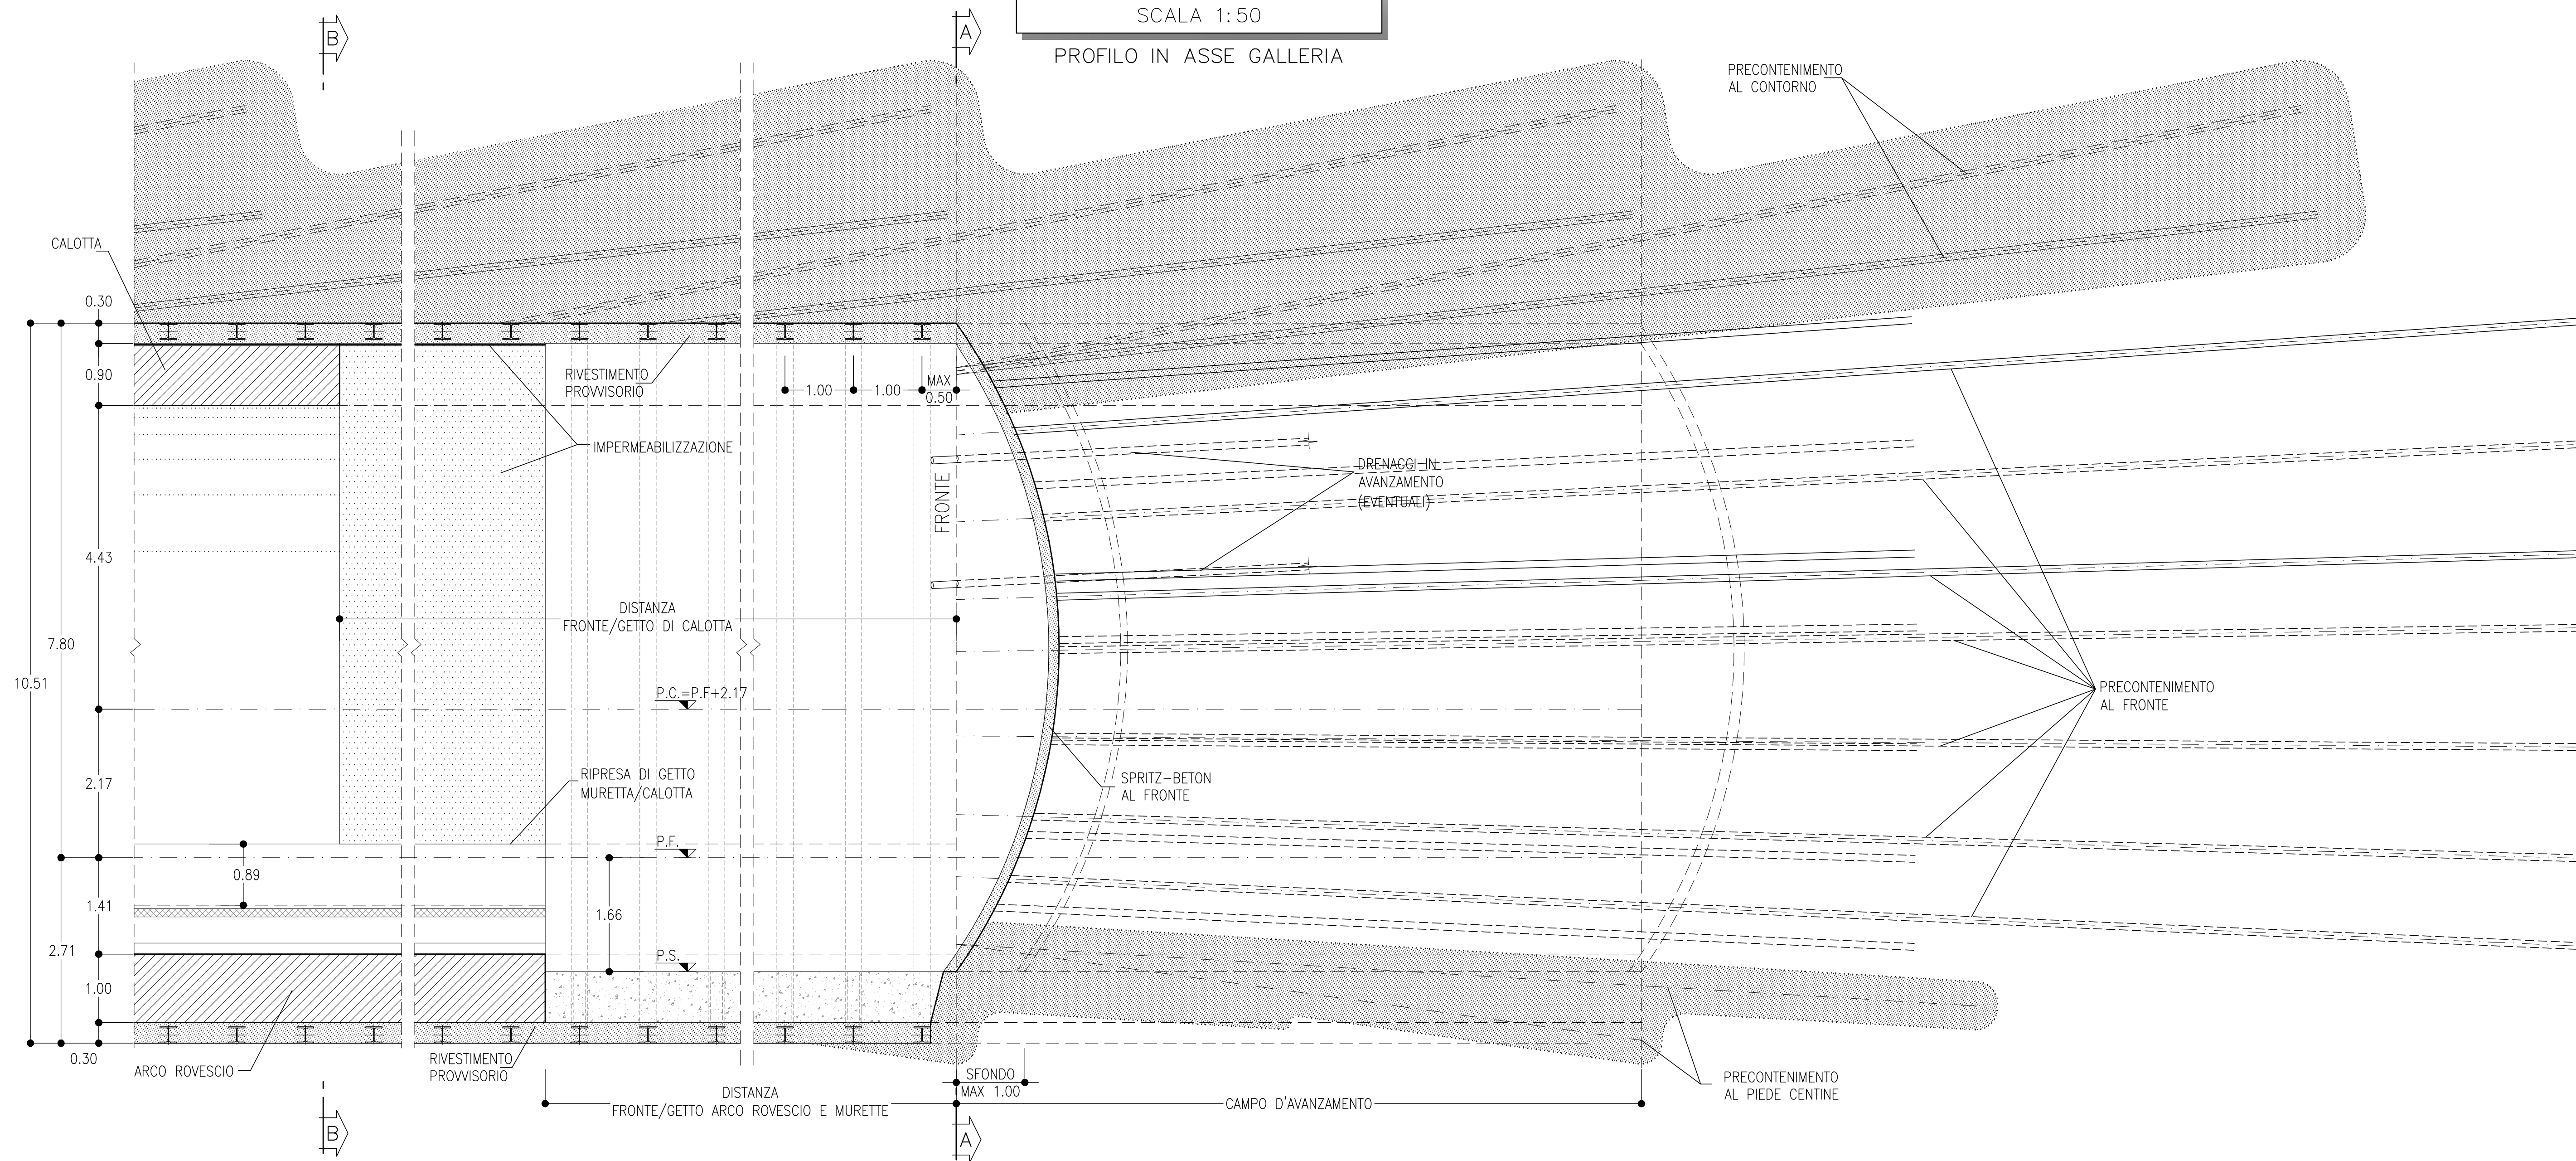 SCALA 1:50
PROFILO IN ASSE GALLERIA
B
A
PRECONTENIMENTO
AL CONTORNO
CALOTTA
0.30
0.90
4.43
7.80
10.51
2.17
1.41
2.71
1.00
0.30
RIVESTIMENTO
PROVVISORIO
1.00
1.00
MAX
0.50
IMPERMEABILIZZAZIONE
FRONTE
DRENAGGI IN
AVANZAMENTO
(EVENTUALI)
DISTANZA
FRONTE/GETTO DI CALOTTA
P.C.=P.F+2.17
PRECONTENIMENTO
AL FRONTE
RIPRESA DI GETTO
MURETTA/CALOTTA
SPRITZ-BETON
AL FRONTE
P.F.
0.89
1.66
P.S.
ARCO ROVESCIO
RIVESTIMENTO
PROVVISORIO
SFONDO
MAX 1.00
DISTANZA
FRONTE/GETTO ARCO ROVESCIO E MURETTE
CAMPO D'AVANZAMENTO
PRECONTENIMENTO
AL PIEDE CENTINE
B
A